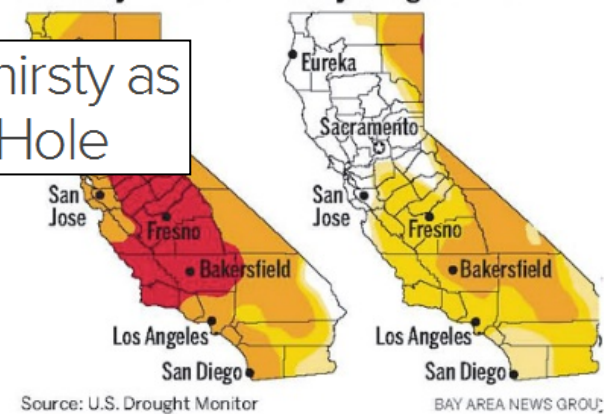 hirsty as
Hole
San
Jose
Fresno
Bakersfield
Los Angeles
San Diego
Eureka
Sacramento
San
Jose
Fresno
Bakersfield
Los Angeles
San Diego
Source: U.S. Drought Monitor
BAY AREA NEWS GROU